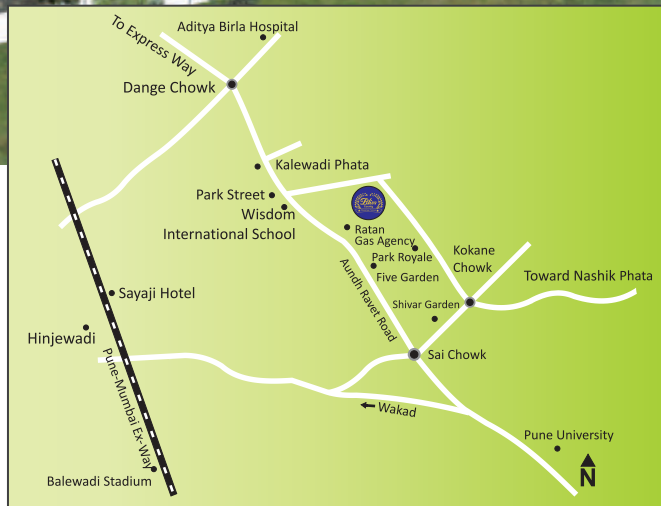 Aditya Birla Hospital
To Express Way
Dange Chowk
Kalewadi Phata
Park Street
Wisdom
International School
Ratan
Gas Agency
Park Royale
Five Garden
Kokane
Chowk
Toward Nashik Phata
Aundh Ravet Road
Shivar Garden
Sayaji Hotel
Hinjewadi
Sai Chowk
Pune-Mumbai Ex-Way
Wakad
Pune University
Balewadi Stadium
N